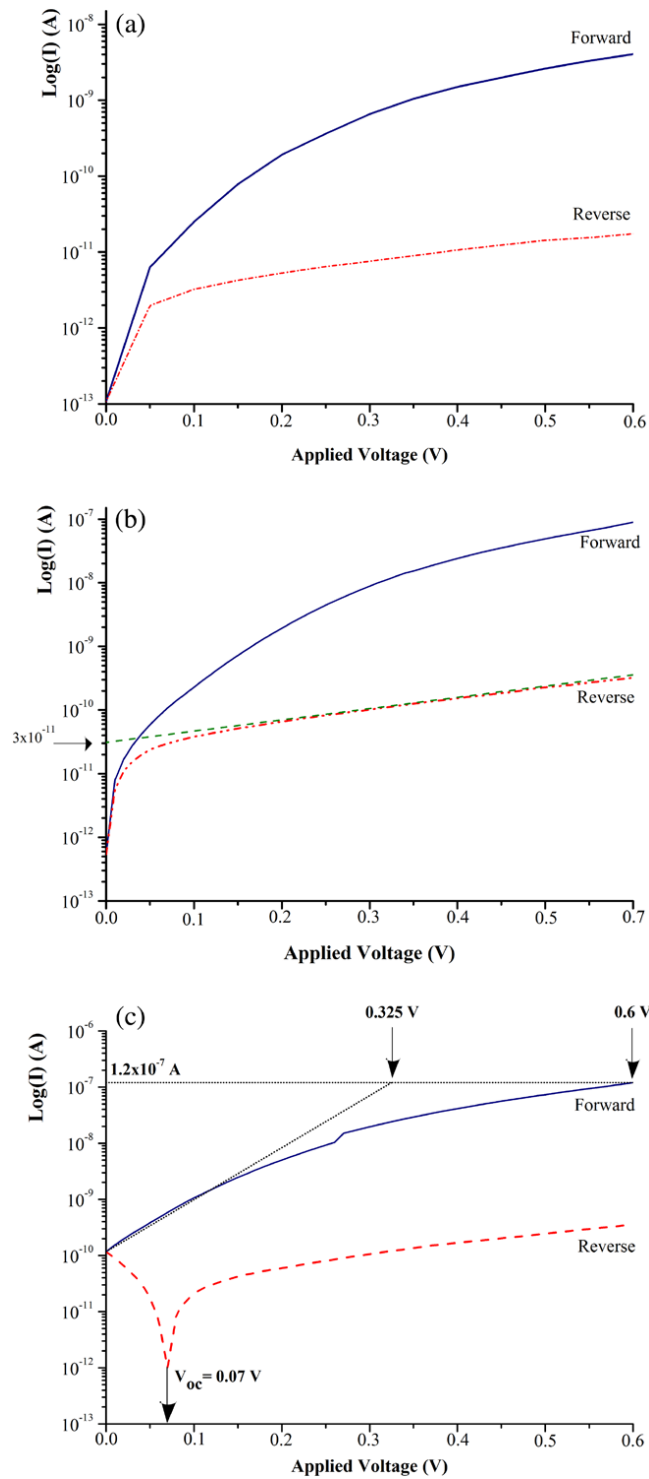 (a)
Log(I) (A)
10⁻⁸
10⁻⁹
10⁻¹⁰
10⁻¹¹
10⁻¹²
10⁻¹³
Forward
Reverse
0.0 0.1 0.2 0.3 0.4 0.5 0.6
Applied Voltage (V)
(b)
Log(I) (A)
10⁻⁷
10⁻⁸
10⁻⁹
10⁻¹⁰
3x10⁻¹¹
10⁻¹¹
10⁻¹²
10⁻¹³
Forward
Reverse
0.0 0.1 0.2 0.3 0.4 0.5 0.7
Applied Voltage (V)
(c)
Log(I) (A)
0.325 V
0.6 V
10⁻⁶
1.2x10⁻⁷ A
10⁻⁷
10⁻⁸
10⁻⁹
10⁻¹⁰
10⁻¹¹
10⁻¹²
10⁻¹³
Forward
Reverse
Voc= 0.07 V
0.0 0.1 0.2 0.3 0.4 0.5 0.6
Applied Voltage (V)